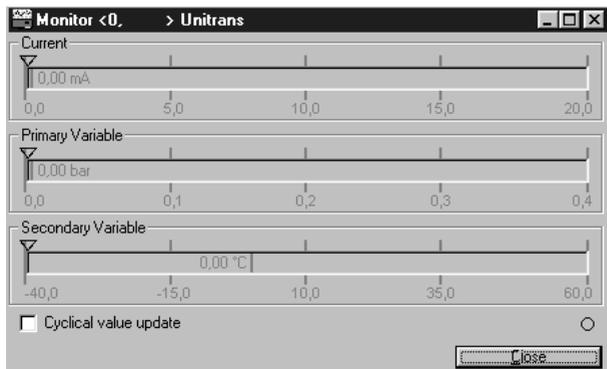 Monitor <0, > Unitrans
Current
0,00 mA
0,0 5,0 10,0 15,0 20,0
Primary Variable
0,00 bar
0,0 0,1 0,2 0,3 0,4
Secondary Variable
0,00 °C
-40,0 -15,0 10,0 35,0 60,0
Cyclical value update
Close